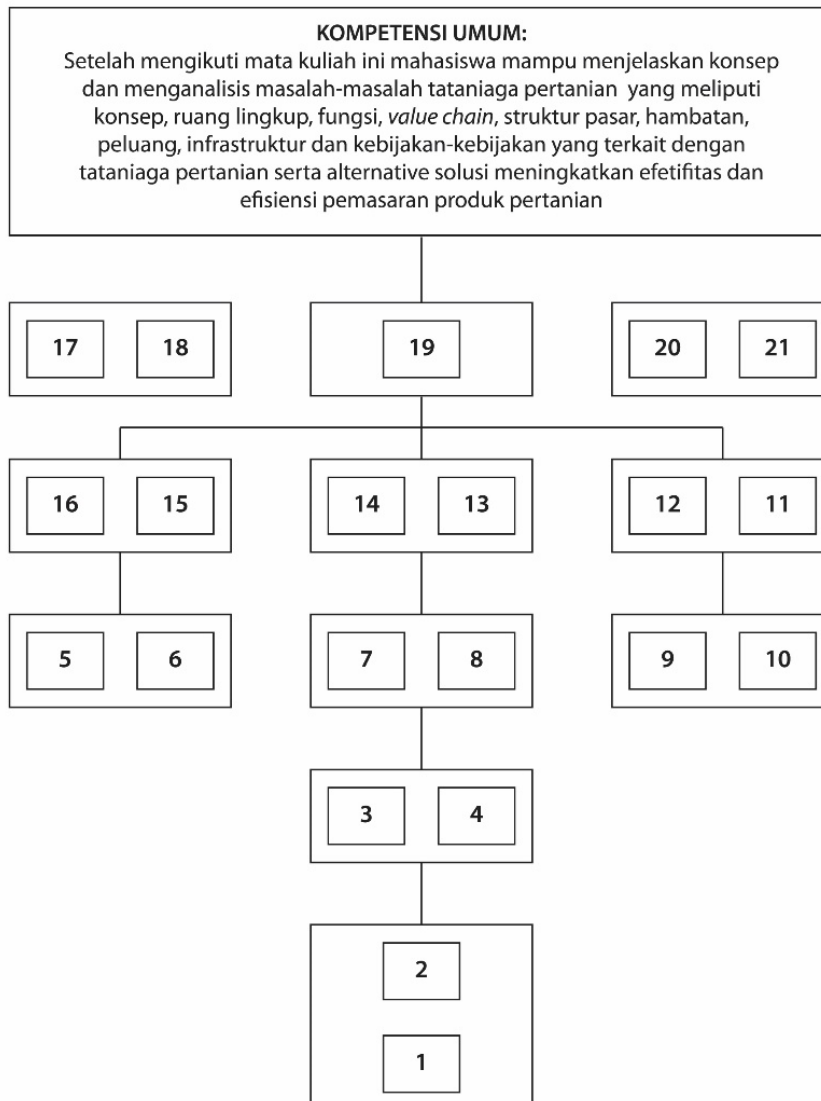 KOMPETENSI UMUM:
Setelah mengikuti mata kuliah ini mahasiswa mampu menjelaskan konsep
dan menganalisis masalah-masalah tataniaga pertanian yang meliputi
konsep, ruang lingkup, fungsi, value chain, struktur pasar, hambatan,
peluang, infrastruktur dan kebijakan-kebijakan yang terkait dengan
tataniaga pertanian serta alternative solusi meningkatkan efetifitas dan
efisiensi pemasaran produk pertanian
17 18 19 20 21
16 15 14 13 12 11
5 6 7 8 9 10
3 4
2
1